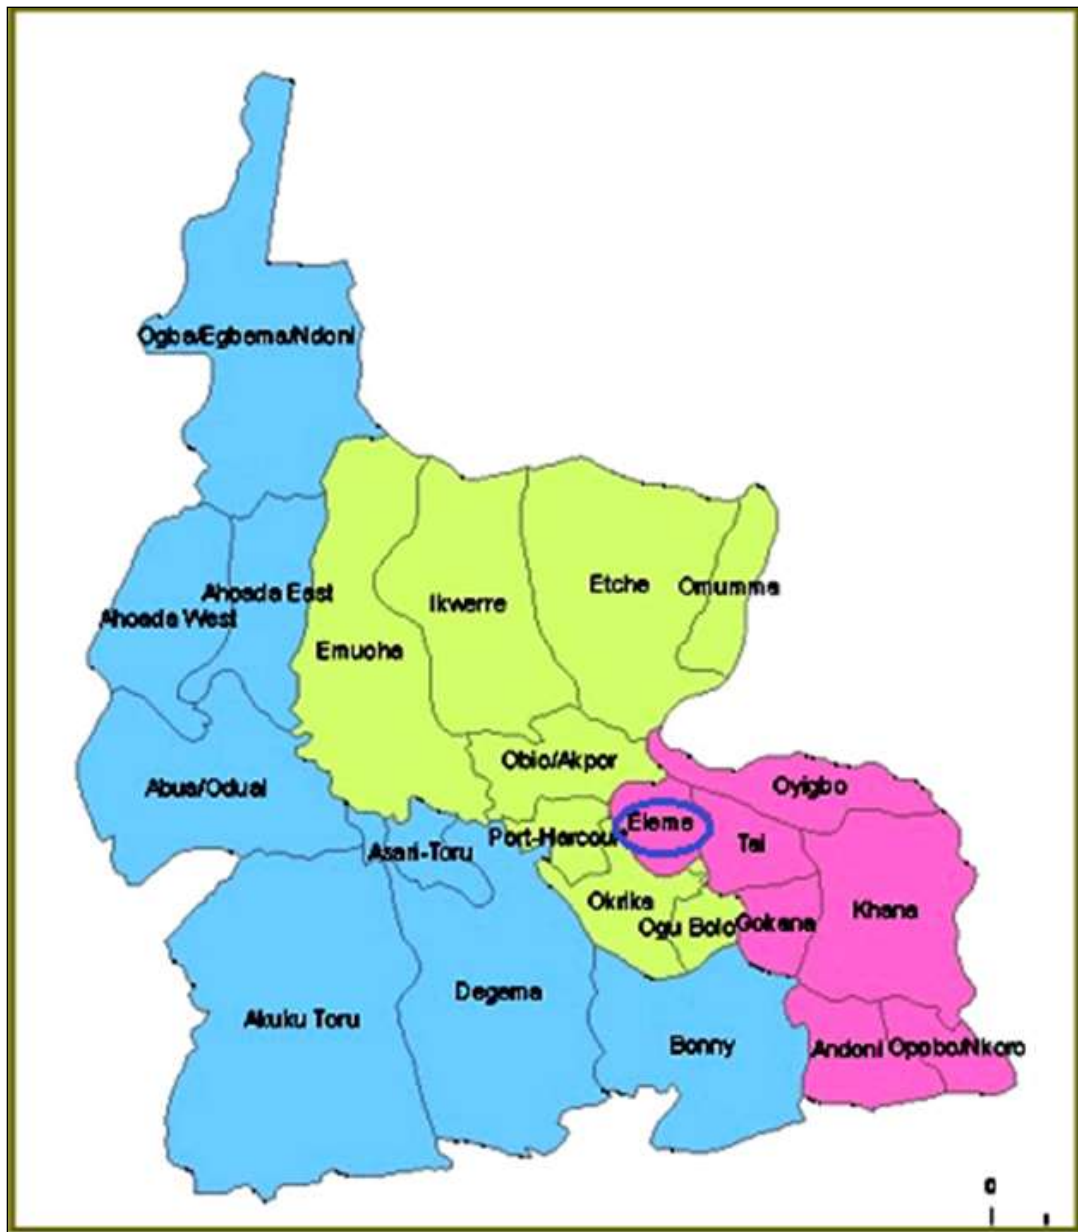 Ogba/Egbema/Ndoni
Ahoada East
Ahoada West
Emuoha
Ikwerre
Etche
Omumma
Abua/Odual
Obio/Akpor
Oyigbo
Asari-Toru
Port-Harcourt
Eleme
Tai
Okrika
Ogu Bolo
Gokana
Khana
Degema
Akuku Toru
Bonny
Andoni
Opobo/Nkoro
0